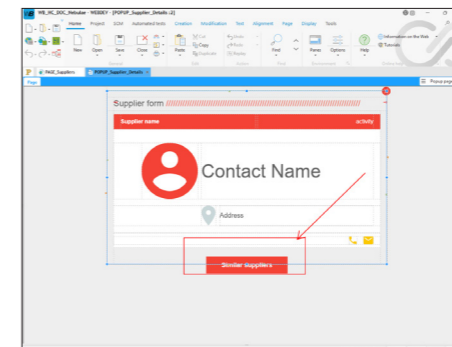 WB_HC_DOC_Webdav - WEBDEV - [POPUP_Supplier_Details :2]
Home Project SCM Automated tests Creation Modification Text Alignment Page Display Tools
New Open Save Close Paste Cut Copy Duplicate Undo Redo Find Panes Options Help Information on the Web Tutorials
PAGE_Suppliers POPUP_Supplier_Details
Page
Popup page
Supplier form
Supplier name activity
Contact Name
Address
Similar suppliers